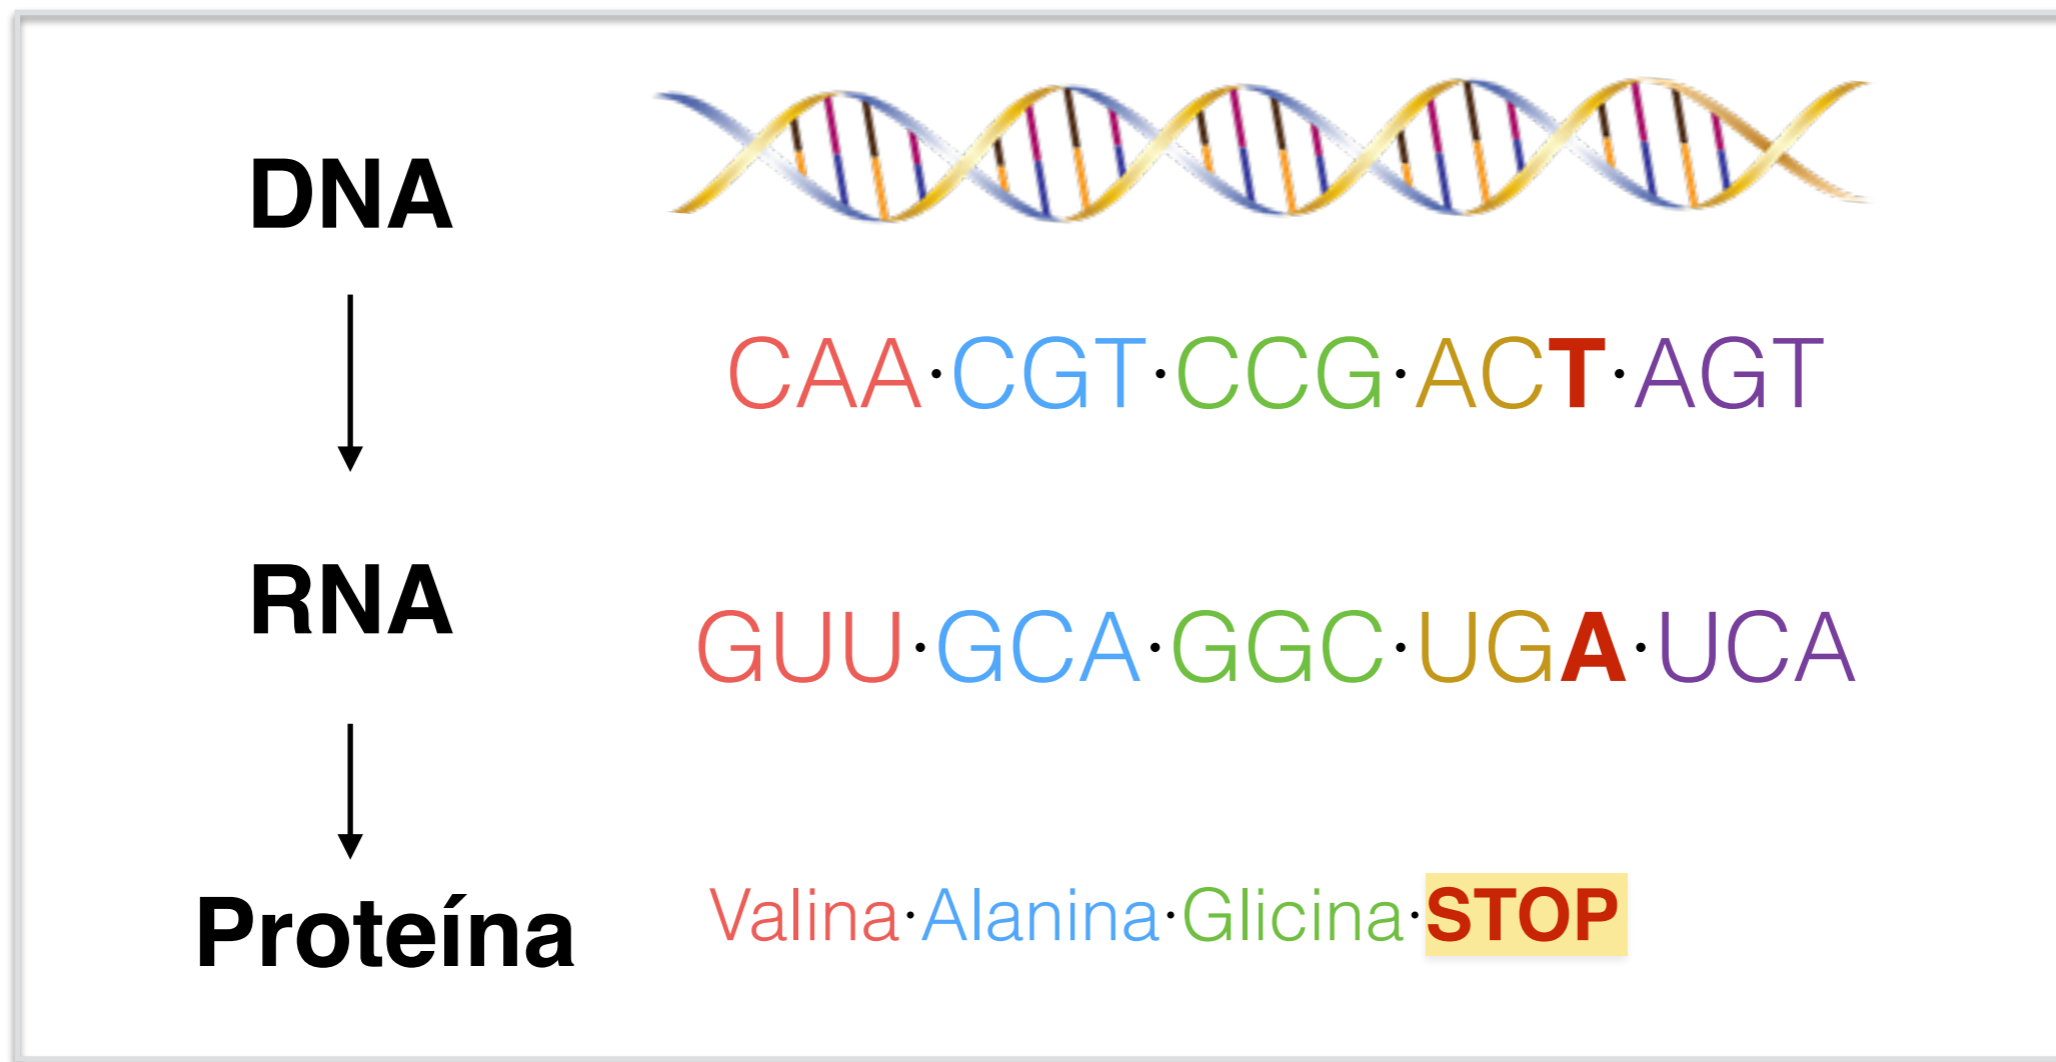 DNA
CAA·CGT·CCG·ACT·AGT
RNA
GUU·GCA·GGC·UGA·UCA
Proteína
Valina·Alanina·Glicina·STOP